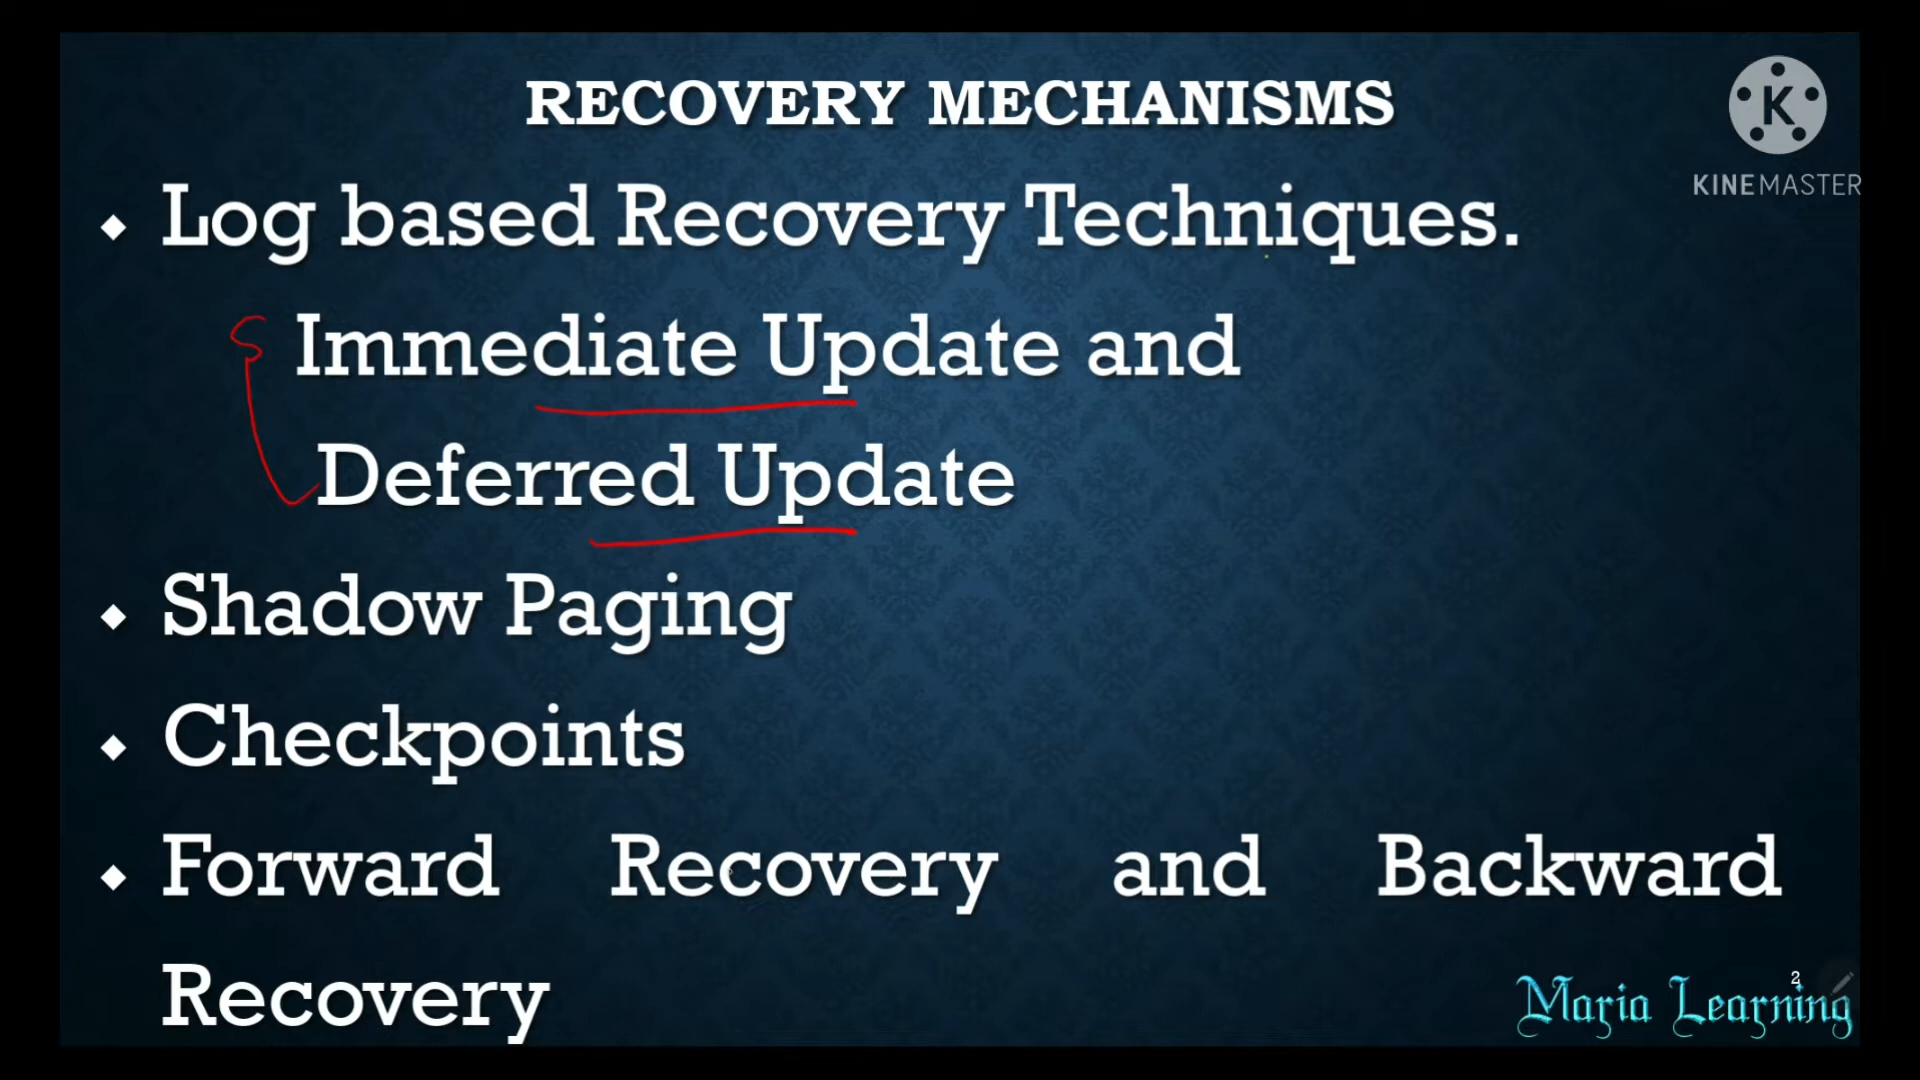 RECOVERY MECHANISMS
K
KINEMASTER
Log based Recovery Techniques.
Immediate Update and
Deferred Update
Shadow Paging
Checkpoints
Forward Recovery and Backward
Recovery
2
Maria Learning